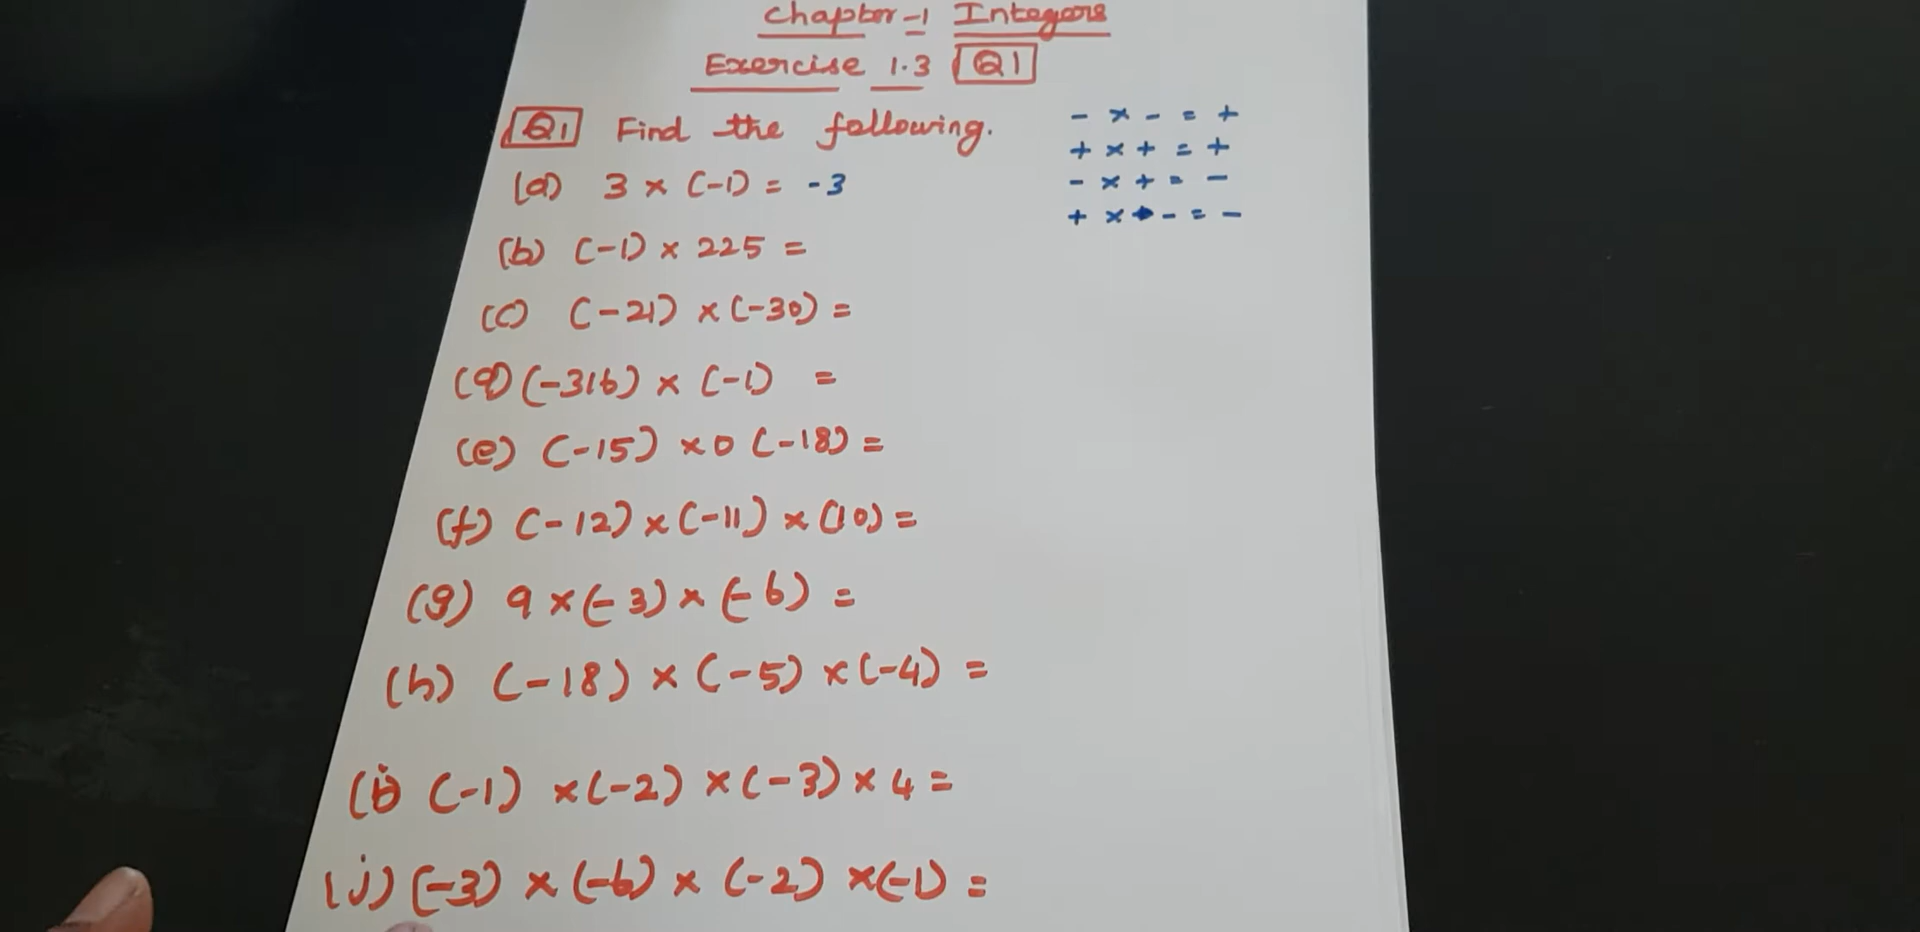 Chapter-1 Integers
Exercise 1.3 Q1
Q1 Find the following.
- × - = +
+ × + = +
- × + = -
+ × - = -
(a) 3 × (-1) = -3
(b) (-1) × 225 =
(c) (-21) × (-30) =
(d) (-316) × (-1) =
(e) (-15) × 0 (-18) =
(f) (-12) × (-11) × (10) =
(g) 9 × (-3) × (-6) =
(h) (-18) × (-5) × (-4) =
(i) (-1) × (-2) × (-3) × 4 =
(j) (-3) × (-6) × (-2) × (-1) =